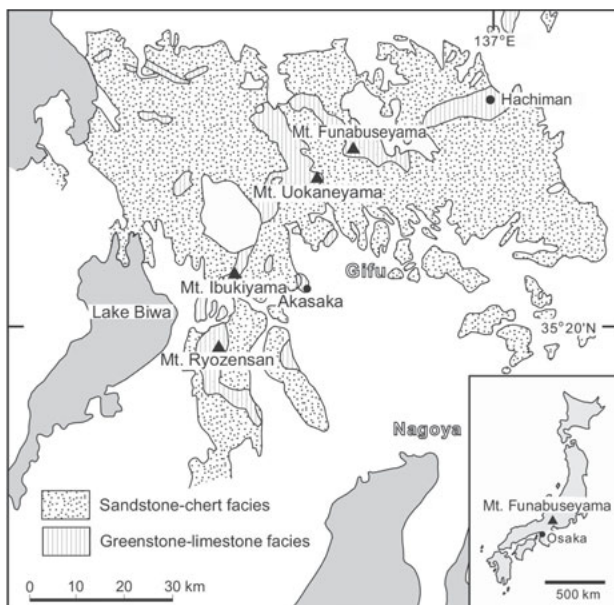 137°E
Hachiman
Mt. Funabuseyama
Mt. Uokaneyama
Gifu
Mt. Ibukiyama
Akasaka
Lake Biwa
35°20'N
Mt. Ryozensan
Nagoya
Sandstone-chert facies
Greenstone-limestone facies
0 10 20 30 km
Mt. Funabuseyama
Osaka
500 km